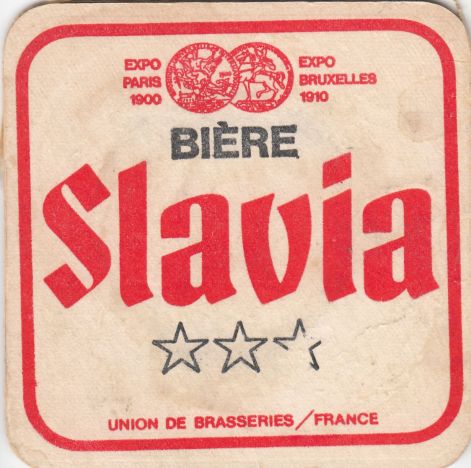 EXPO
PARIS
1900
EXPO
BRUXELLES
1910
BIÈRE
Slavia
UNION DE BRASSERIES / FRANCE